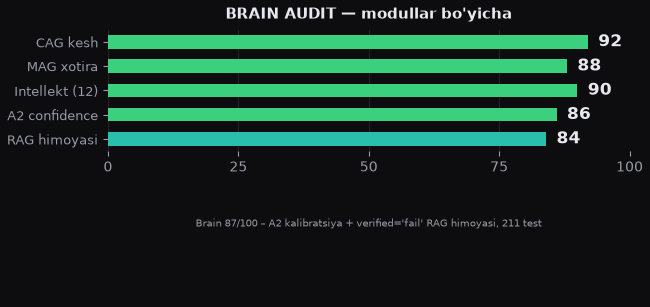 BRAIN AUDIT — modullar bo'yicha
CAG kesh 92
MAG xotira 88
Intellekt (12) 90
A2 confidence 86
RAG himoyasi 84
0 25 50 75 100
Brain 87/100 – A2 kalibratsiya + verified='fail' RAG himoyasi, 211 test